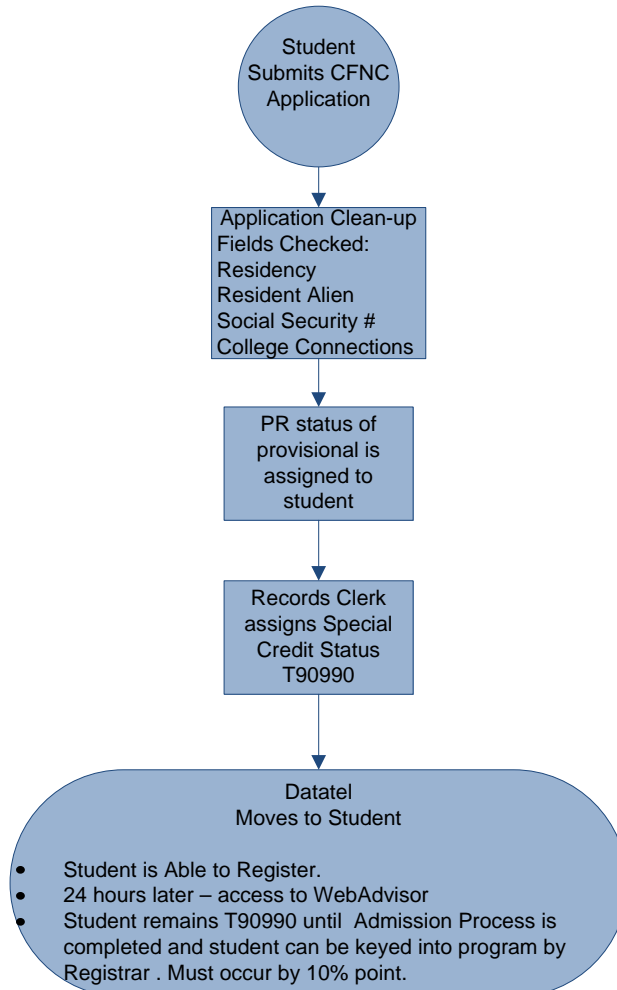 Student
Submits CFNC
Application
Application Clean-up
Fields Checked:
Residency
Resident Alien
Social Security #
College Connections
PR status of
provisional is
assigned to
student
Records Clerk
assigns Special
Credit Status
T90990
Datatel
Moves to Student
• Student is Able to Register.
• 24 hours later – access to WebAdvisor
• Student remains T90990 until Admission Process is
completed and student can be keyed into program by
Registrar . Must occur by 10% point.